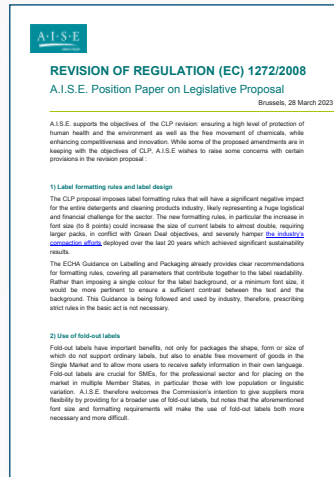 A·I·S·E
REVISION OF REGULATION (EC) 1272/2008
A.I.S.E. Position Paper on Legislative Proposal
Brussels, 28 March 2023
A.I.S.E. supports the objectives of the CLP revision: ensuring a high level of protection of
human health and the environment as well as the free movement of chemicals, while
enhancing competitiveness and innovation. While some of the proposed amendments are in
keeping with the objectives of CLP, A.I.S.E wishes to raise some concerns with certain
provisions in the revision proposal :
1) Label formatting rules and label design
The CLP proposal imposes label formatting rules that will have a significant negative impact
for the entire detergents and cleaning products industry, likely representing a huge logistical
and financial challenge for the sector. The new formatting rules, in particular the increase in
font size (to 8 points) could increase the size of current labels to almost double, requiring
larger packs, in conflict with Green Deal objectives, and severely hamper the industry's
compaction efforts deployed over the last 20 years which achieved significant sustainability
results.
The ECHA Guidance on Labelling and Packaging already provides clear recommendations
for formatting rules, covering all parameters that contribute together to the label readability.
Rather than imposing a single colour for the label background, or a minimum font size, it
would be more pertinent to ensure a sufficient contrast between the text and the
background. This Guidance is being followed and used by industry, therefore, prescribing
strict rules in the basic act is not necessary.
2) Use of fold-out labels
Fold-out labels have important benefits, not only for packages the shape, form or size of
which do not support ordinary labels, but also to enable free movement of goods in the
Single Market and to allow more users to receive safety information in their own language.
Fold-out labels are crucial for SMEs, for the professional sector and for placing on the
market in multiple Member States, in particular those with low population or linguistic
variation. A.I.S.E. therefore welcomes the Commission's intention to give suppliers more
flexibility by providing for a broader use of fold-out labels, but notes that the aforementioned
font size and formatting requirements will make the use of fold-out labels both more
necessary and more difficult.